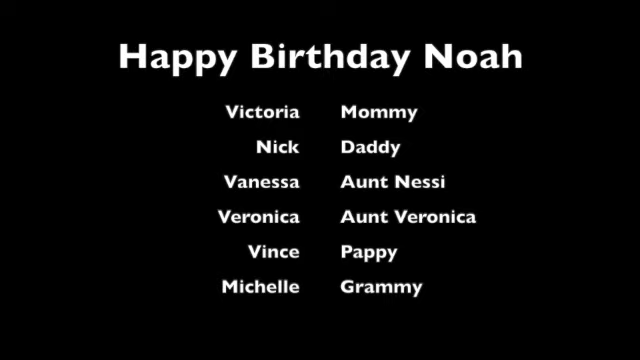 Happy Birthday Noah
Victoria Mommy
Nick Daddy
Vanessa Aunt Nessi
Veronica Aunt Veronica
Vince Pappy
Michelle Grammy